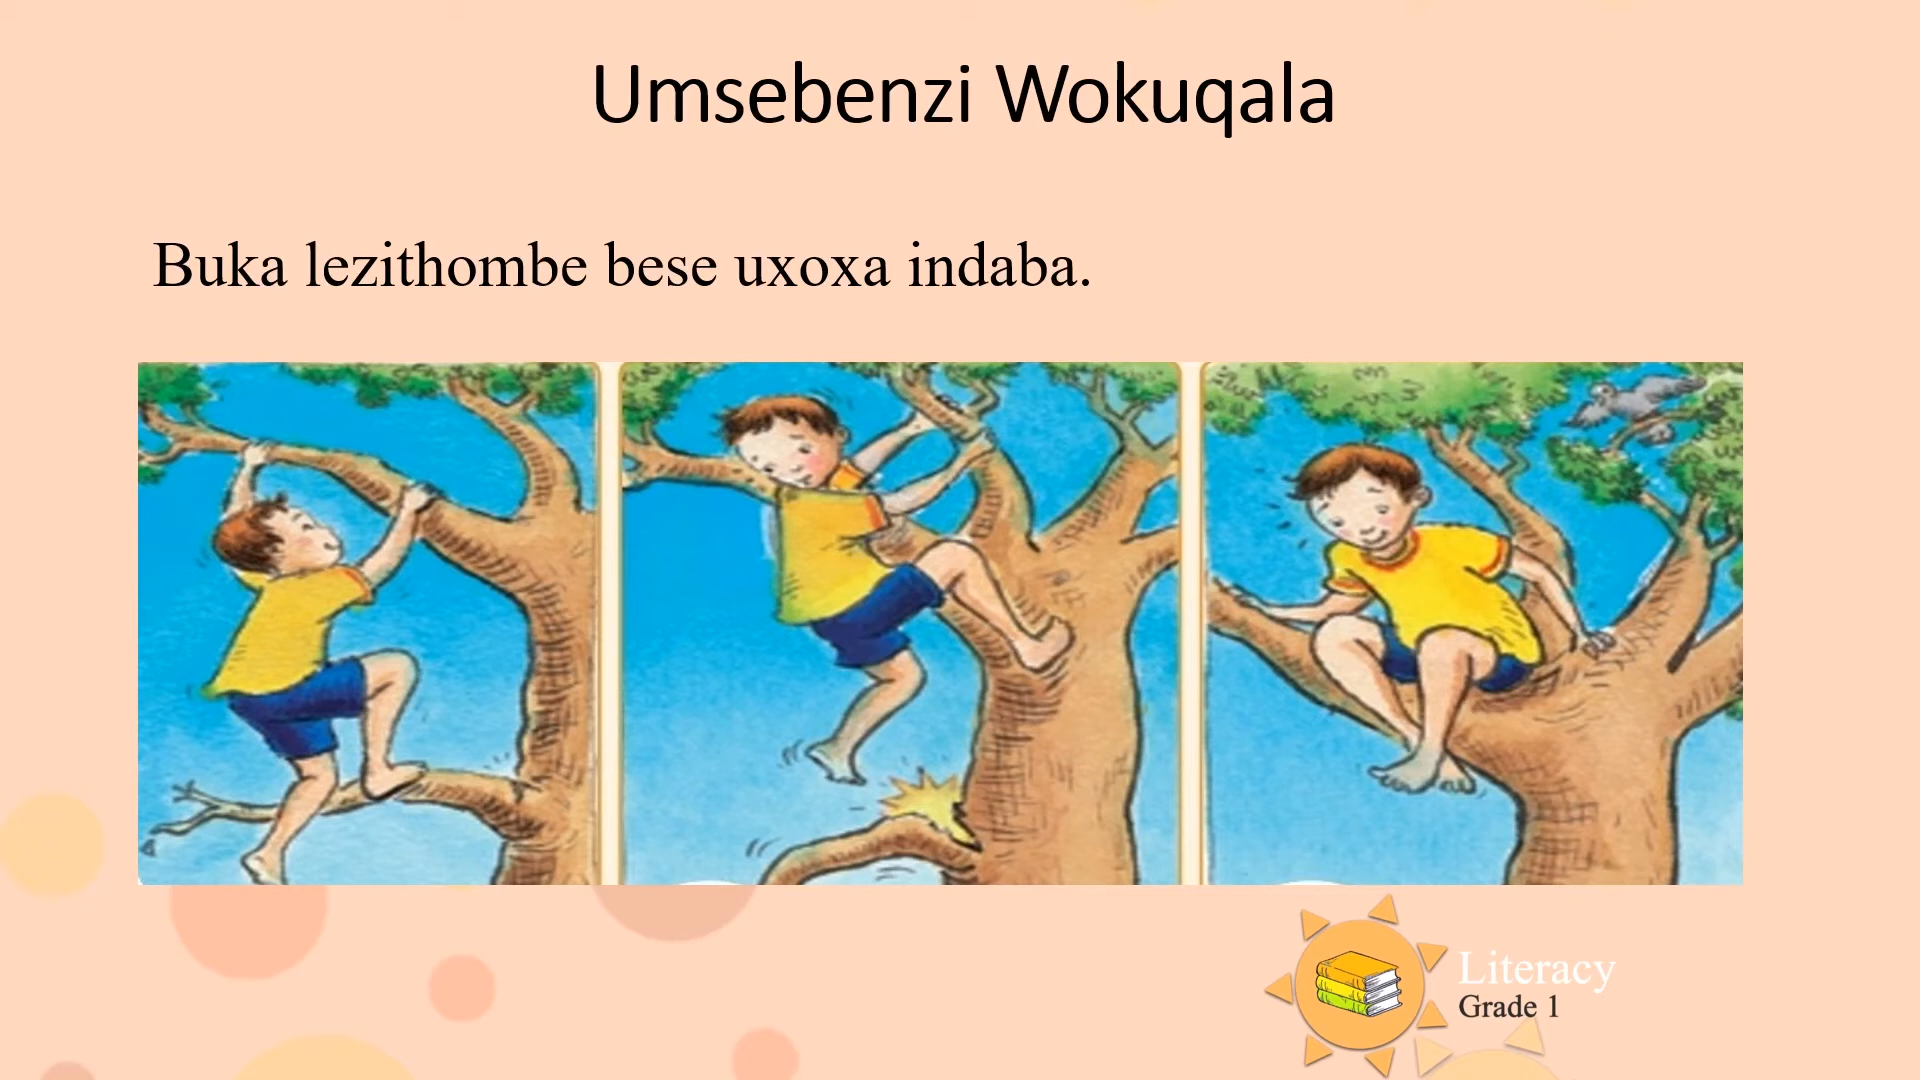 Umsebenzi Wokuqala
Buka lezithombe bese uxoxa indaba.
Literacy
Grade 1